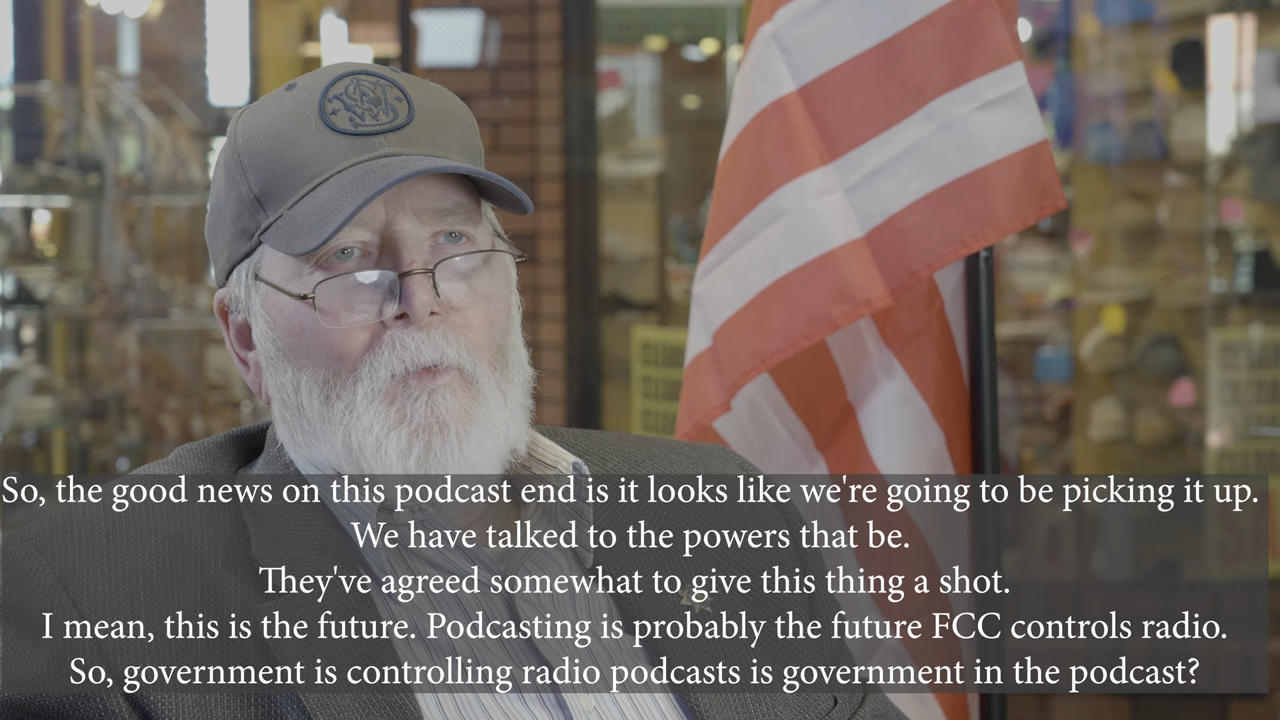 So, the good news on this podcast end is it looks like we're going to be picking it up.
We have talked to the powers that be.
They've agreed somewhat to give this thing a shot.
I mean, this is the future. Podcasting is probably the future FCC controls radio.
So, government is controlling radio podcasts is government in the podcast?